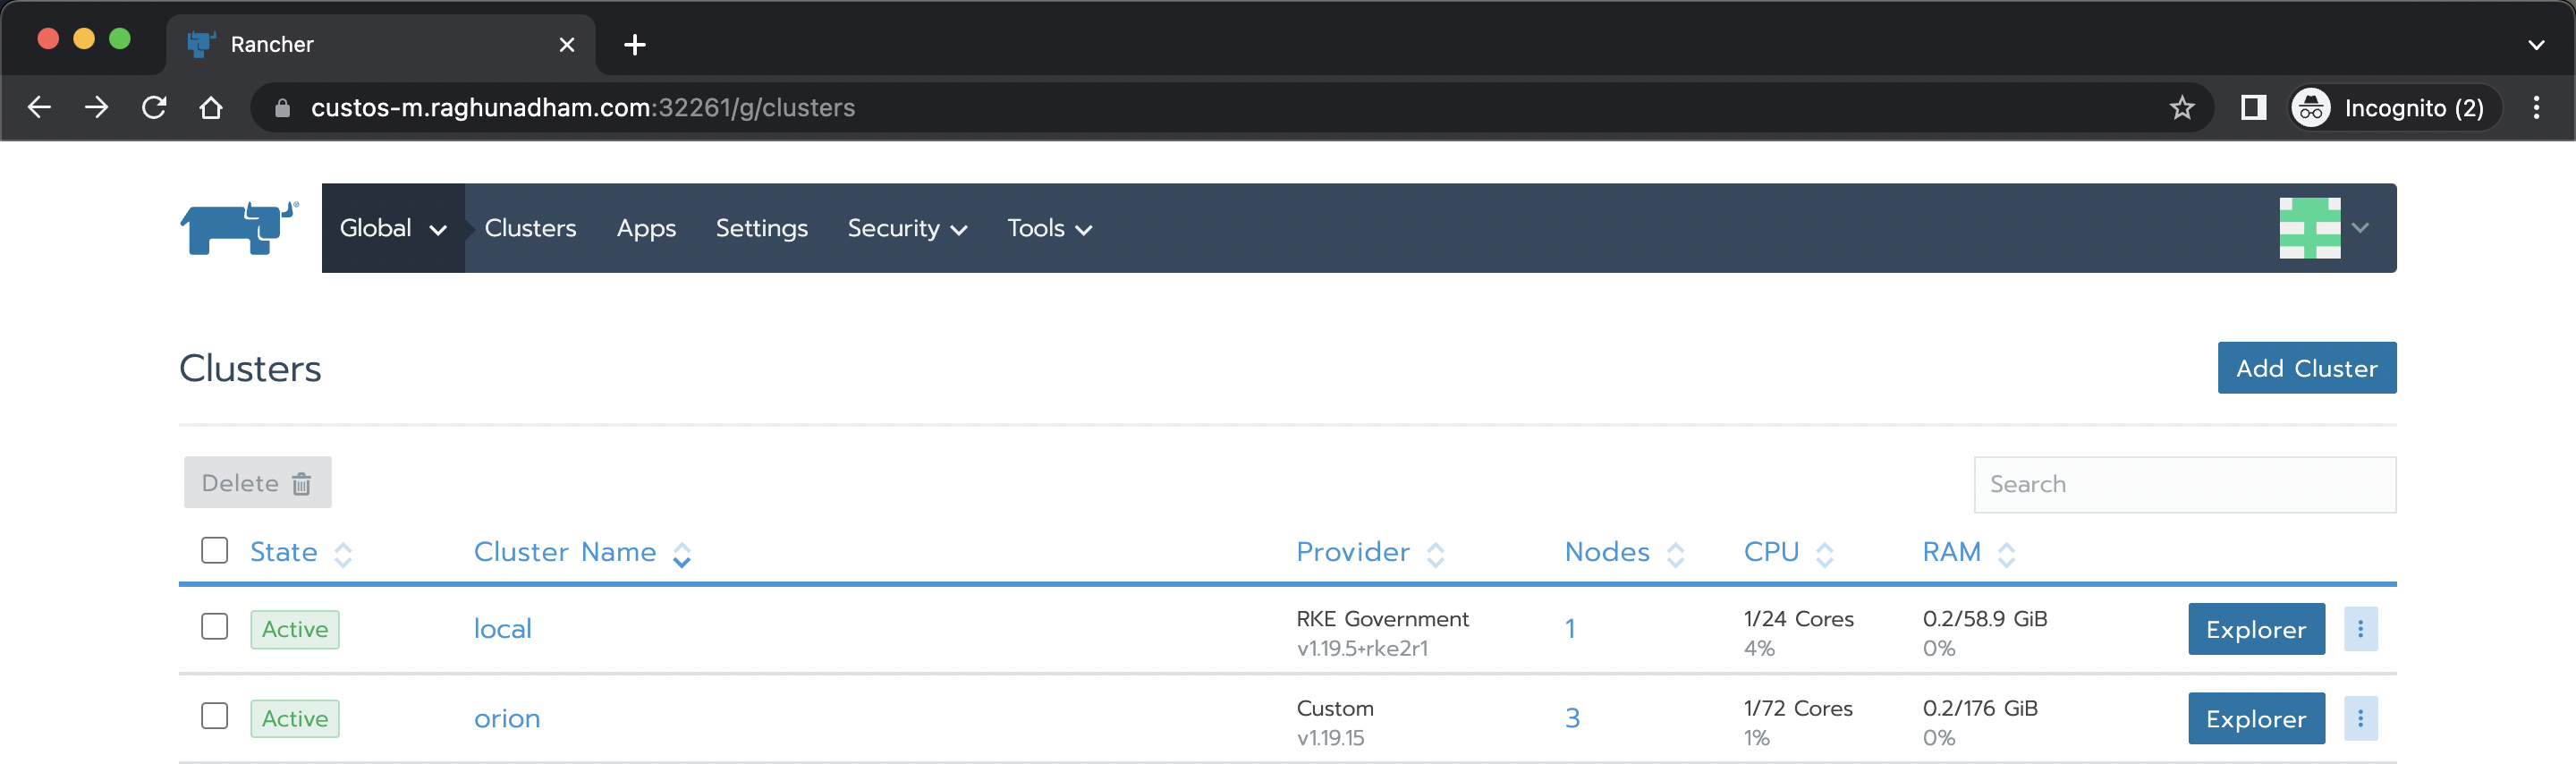 Rancher
custos-m.raghunadham.com:32261/g/clusters
Incognito (2)
Global Clusters Apps Settings Security Tools
Clusters
Add Cluster
Delete
Search
State Cluster Name Provider Nodes CPU RAM
Active local RKE Government 1 1/24 Cores 0.2/58.9 GiB Explorer
v1.19.5+rke2r1 4% 0%
Active orion Custom 3 1/72 Cores 0.2/176 GiB Explorer
v1.19.15 1% 0%